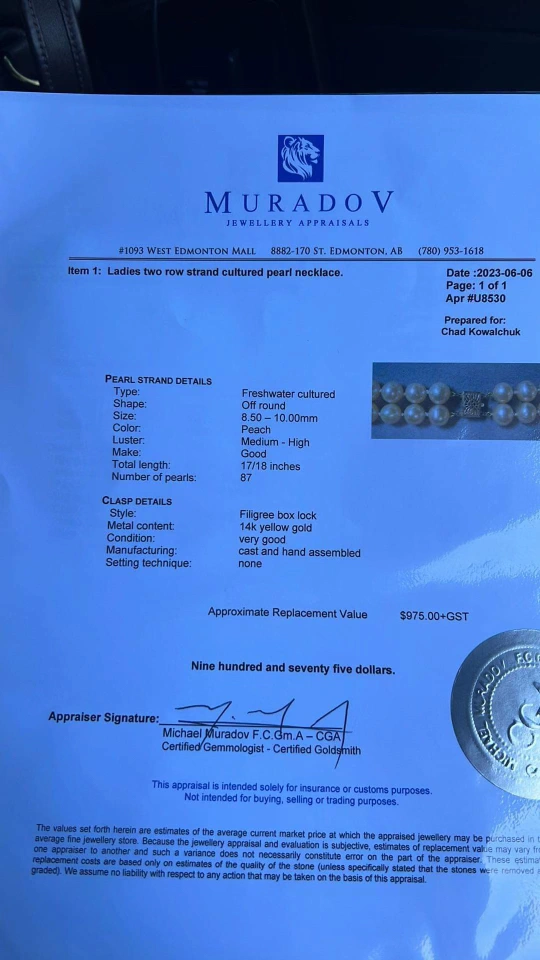 MURADOV
JEWELLERY APPRAISALS
#1093 WEST EDMONTON MALL 8882-170 ST. EDMONTON, AB (780) 953-1618
Item 1: Ladies two row strand cultured pearl necklace.
Date :2023-06-06
Page: 1 of 1
Apr #U8530
Prepared for:
Chad Kowalchuk
PEARL STRAND DETAILS
Type: Freshwater cultured
Shape: Off round
Size: 8.50 – 10.00mm
Color: Peach
Luster: Medium - High
Make: Good
Total length: 17/18 inches
Number of pearls: 87
CLASP DETAILS
Style: Filigree box lock
Metal content: 14k yellow gold
Condition: very good
Manufacturing: cast and hand assembled
Setting technique: none
Approximate Replacement Value $975.00+GST
Nine hundred and seventy five dollars.
Appraiser Signature:
Michael Muradov F.C.Gm.A – CGA
Certified Gemmologist - Certified Goldsmith
MICHAEL MURADOV F.C.G
This appraisal is intended solely for insurance or customs purposes.
Not intended for buying, selling or trading purposes.
The values set forth herein are estimates of the average current market price at which the appraised jewellery may be purchased in
average fine jewellery store. Because the jewellery appraisal and evaluation is subjective, estimates of replacement value may vary
one appraiser to another and such a variance does not necessarily constitute error on the part of the appraiser. These
replacement costs are based only on estimates of the quality of the stone (unless specifically stated that the stones were removed
graded). We assume no liability with respect to any action that may be taken on the basis of this appraisal.